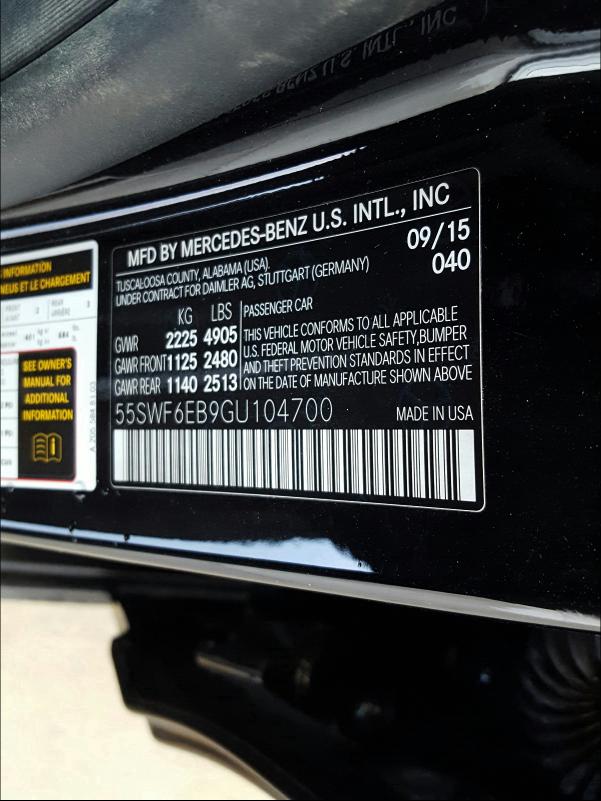 MFD BY MERCEDES-BENZ U.S. INTL., INC
TUSCALOOSA COUNTY, ALABAMA (USA)
UNDER CONTRACT FOR DAIMLER AG, STUTTGART (GERMANY)
09/15
040
KG LBS
GVWR 2225 4905
GAWR FRONT 1125 2480
GAWR REAR 1140 2513
PASSENGER CAR
THIS VEHICLE CONFORMS TO ALL APPLICABLE
U.S. FEDERAL MOTOR VEHICLE SAFETY, BUMPER
AND THEFT PREVENTION STANDARDS IN EFFECT
ON THE DATE OF MANUFACTURE SHOWN ABOVE
55SWF6EB9GU104700
MADE IN USA
INFORMATION
PNEUS ET LE CHARGEMENT
REAR
SEE OWNER'S
MANUAL FOR
ADDITIONAL
INFORMATION